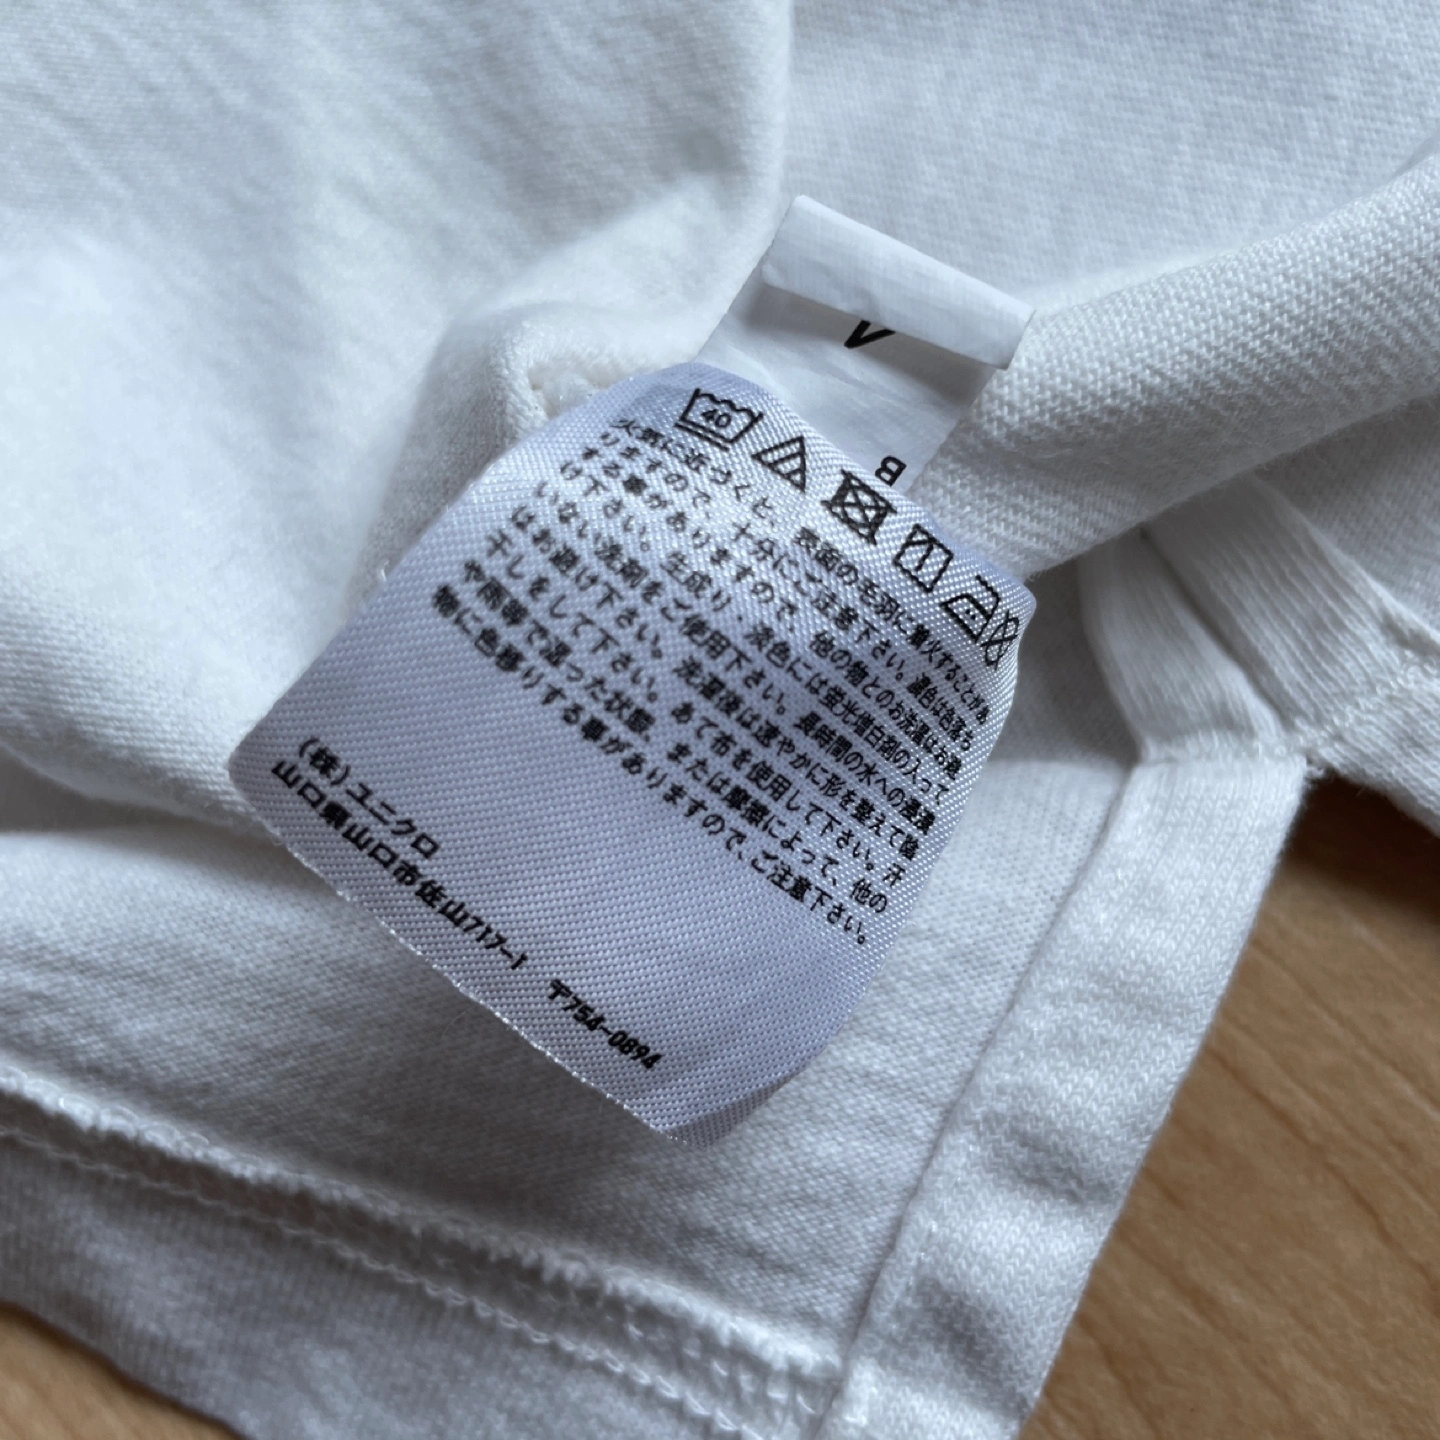 V
B
40
火気に近づくと、表面の毛羽に着火することがあ
りますので、十分にご注意下さい。濃色は色落ち
する事がありますので、他の物とのお洗濯はお避
け下さい。生成り・淡色には蛍光増白剤の入って
いない洗剤をご使用下さい。長時間の水への浸漬
はお避け下さい。洗濯後は速やかに形を整えて陰
干しをして下さい。あて布を使用して下さい。汗
や雨等で湿った状態、または摩擦によって、他の
物に色移りする事がありますので、ご注意下さい。
(株)ユニクロ
山口県山口市佐山717-1 〒754-0894